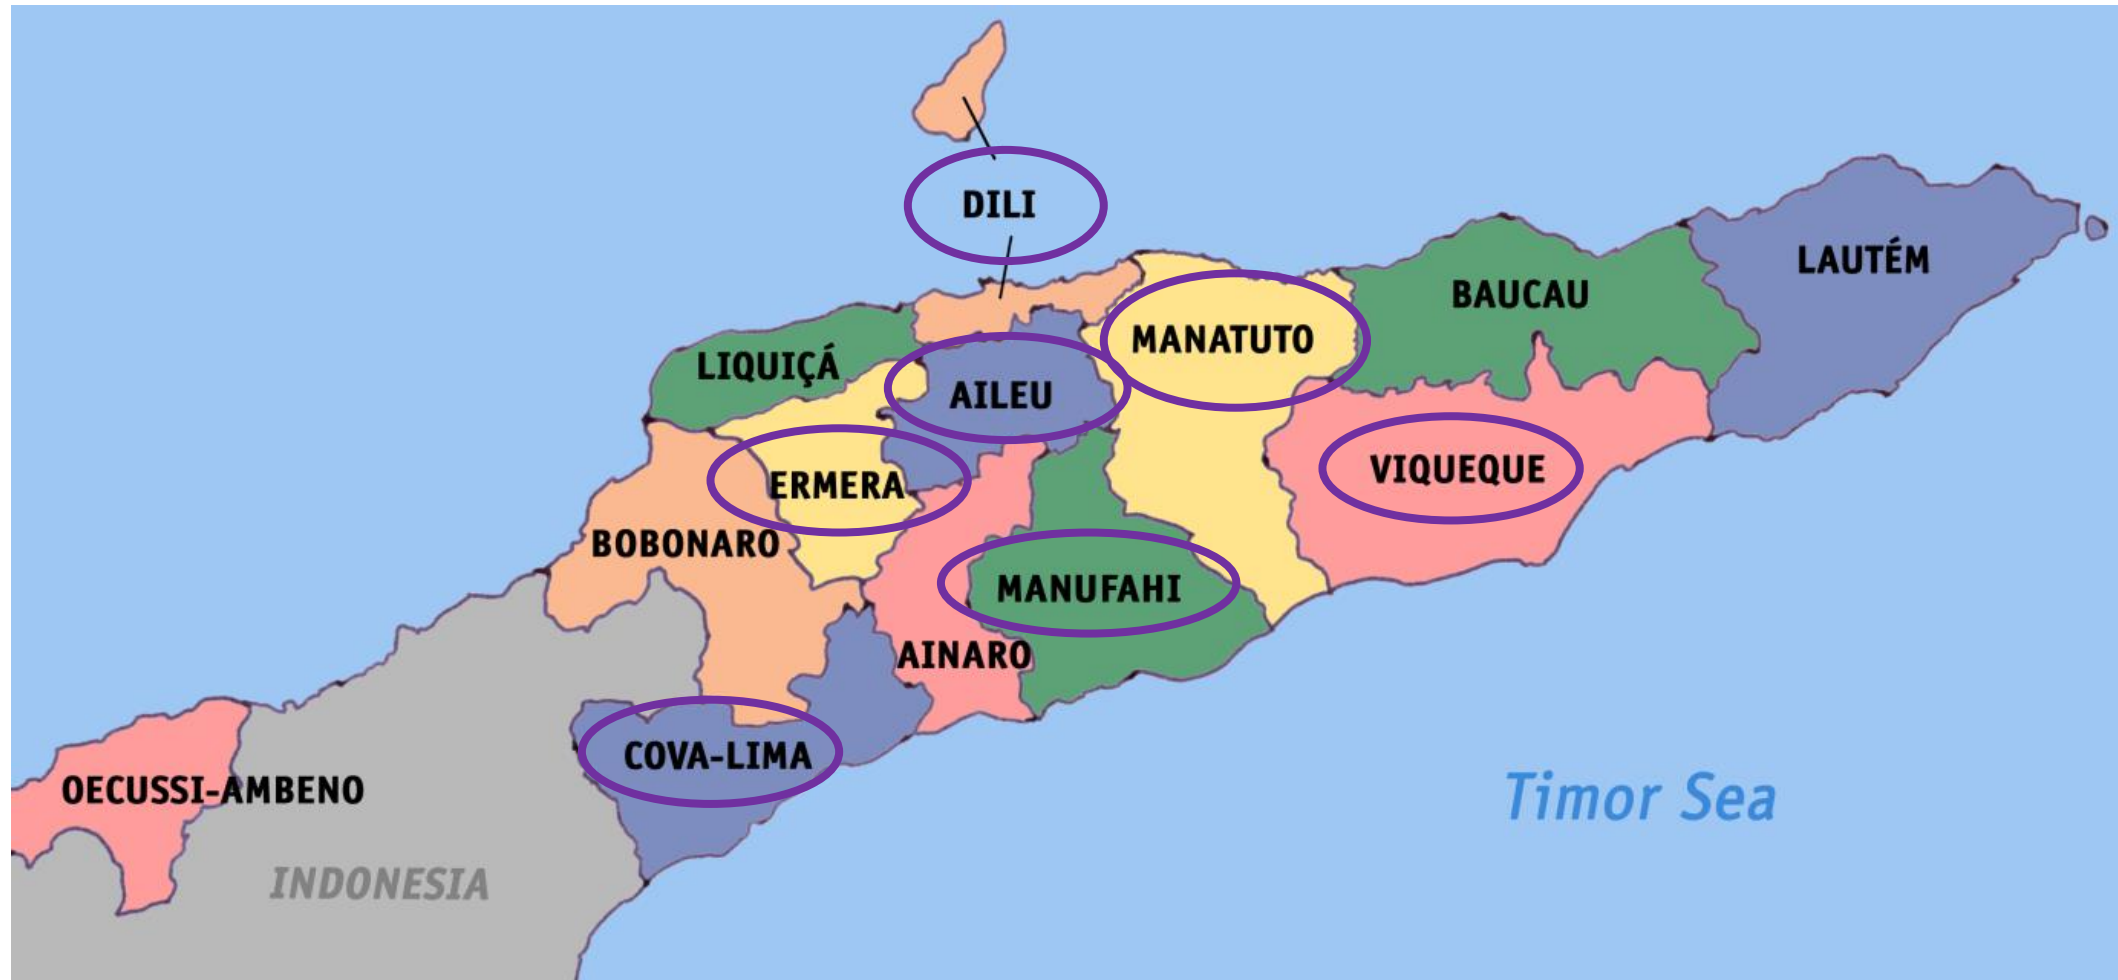 DILI
LAUTÉM
BAUCAU
MANATUTO
LIQUIÇÁ
AILEU
VIQUEQUE
ERMERA
BOBONARO
MANUFAHI
AINARO
COVA-LIMA
OECUSSI-AMBENO
Timor Sea
INDONESIA